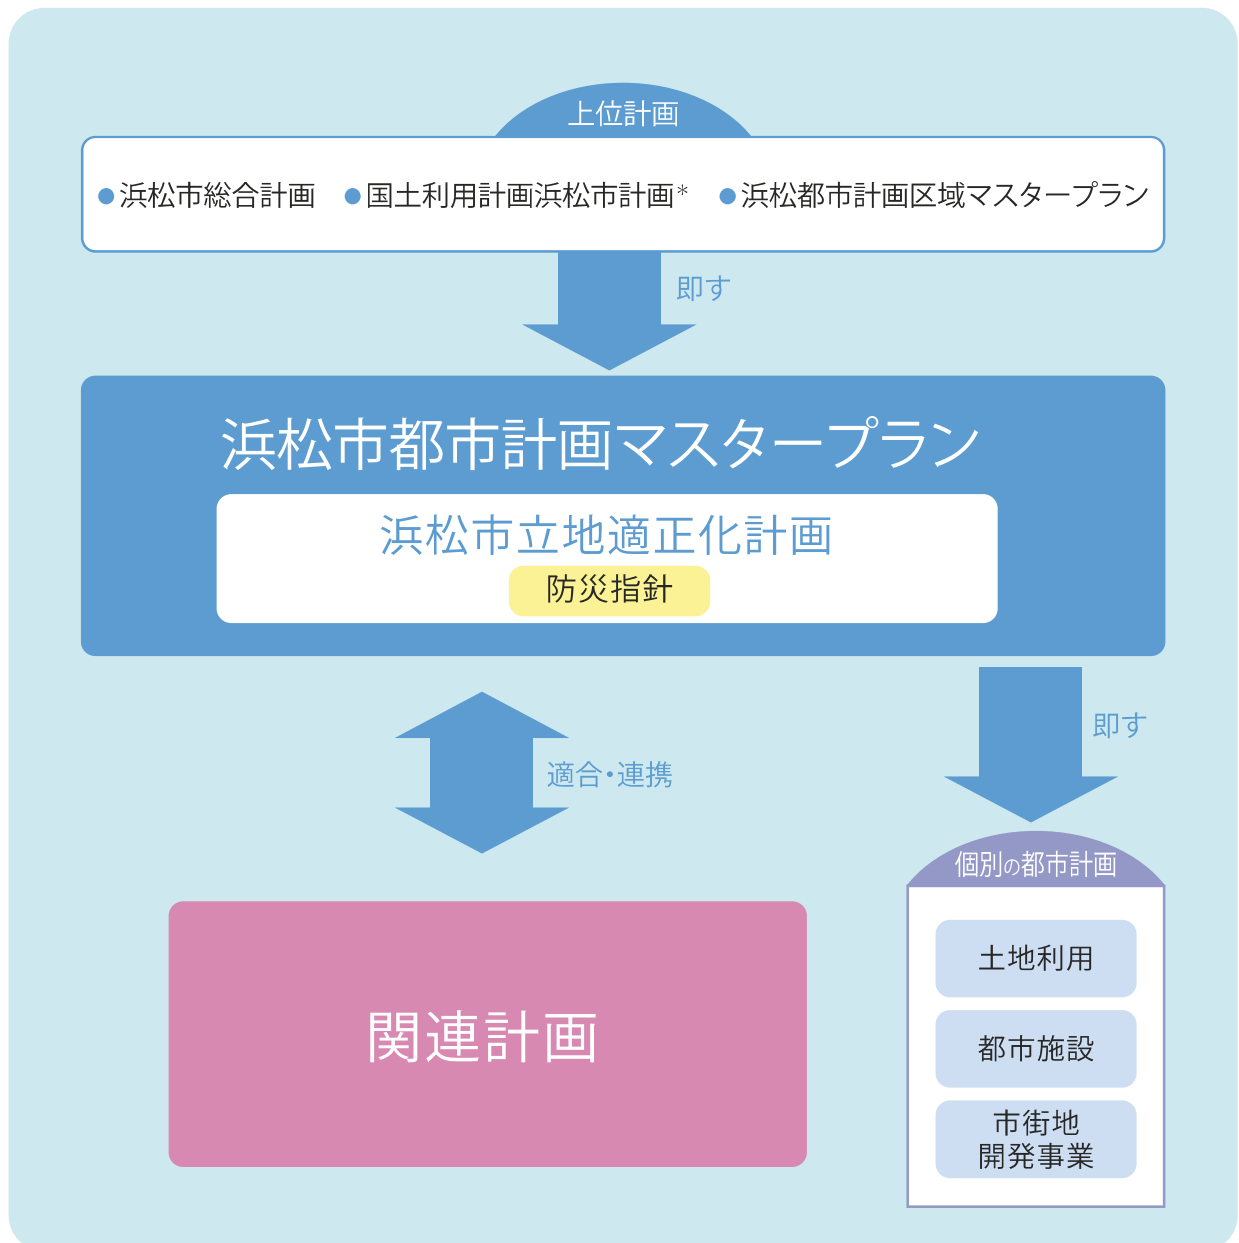 上位計画
●浜松市総合計画 ●国土利用計画浜松市計画＊ ●浜松都市計画区域マスタープラン
即す
浜松市都市計画マスタープラン
浜松市立地適正化計画
防災指針
即す
適合・連携
個別の都市計画
土地利用
関連計画
都市施設
市街地
開発事業